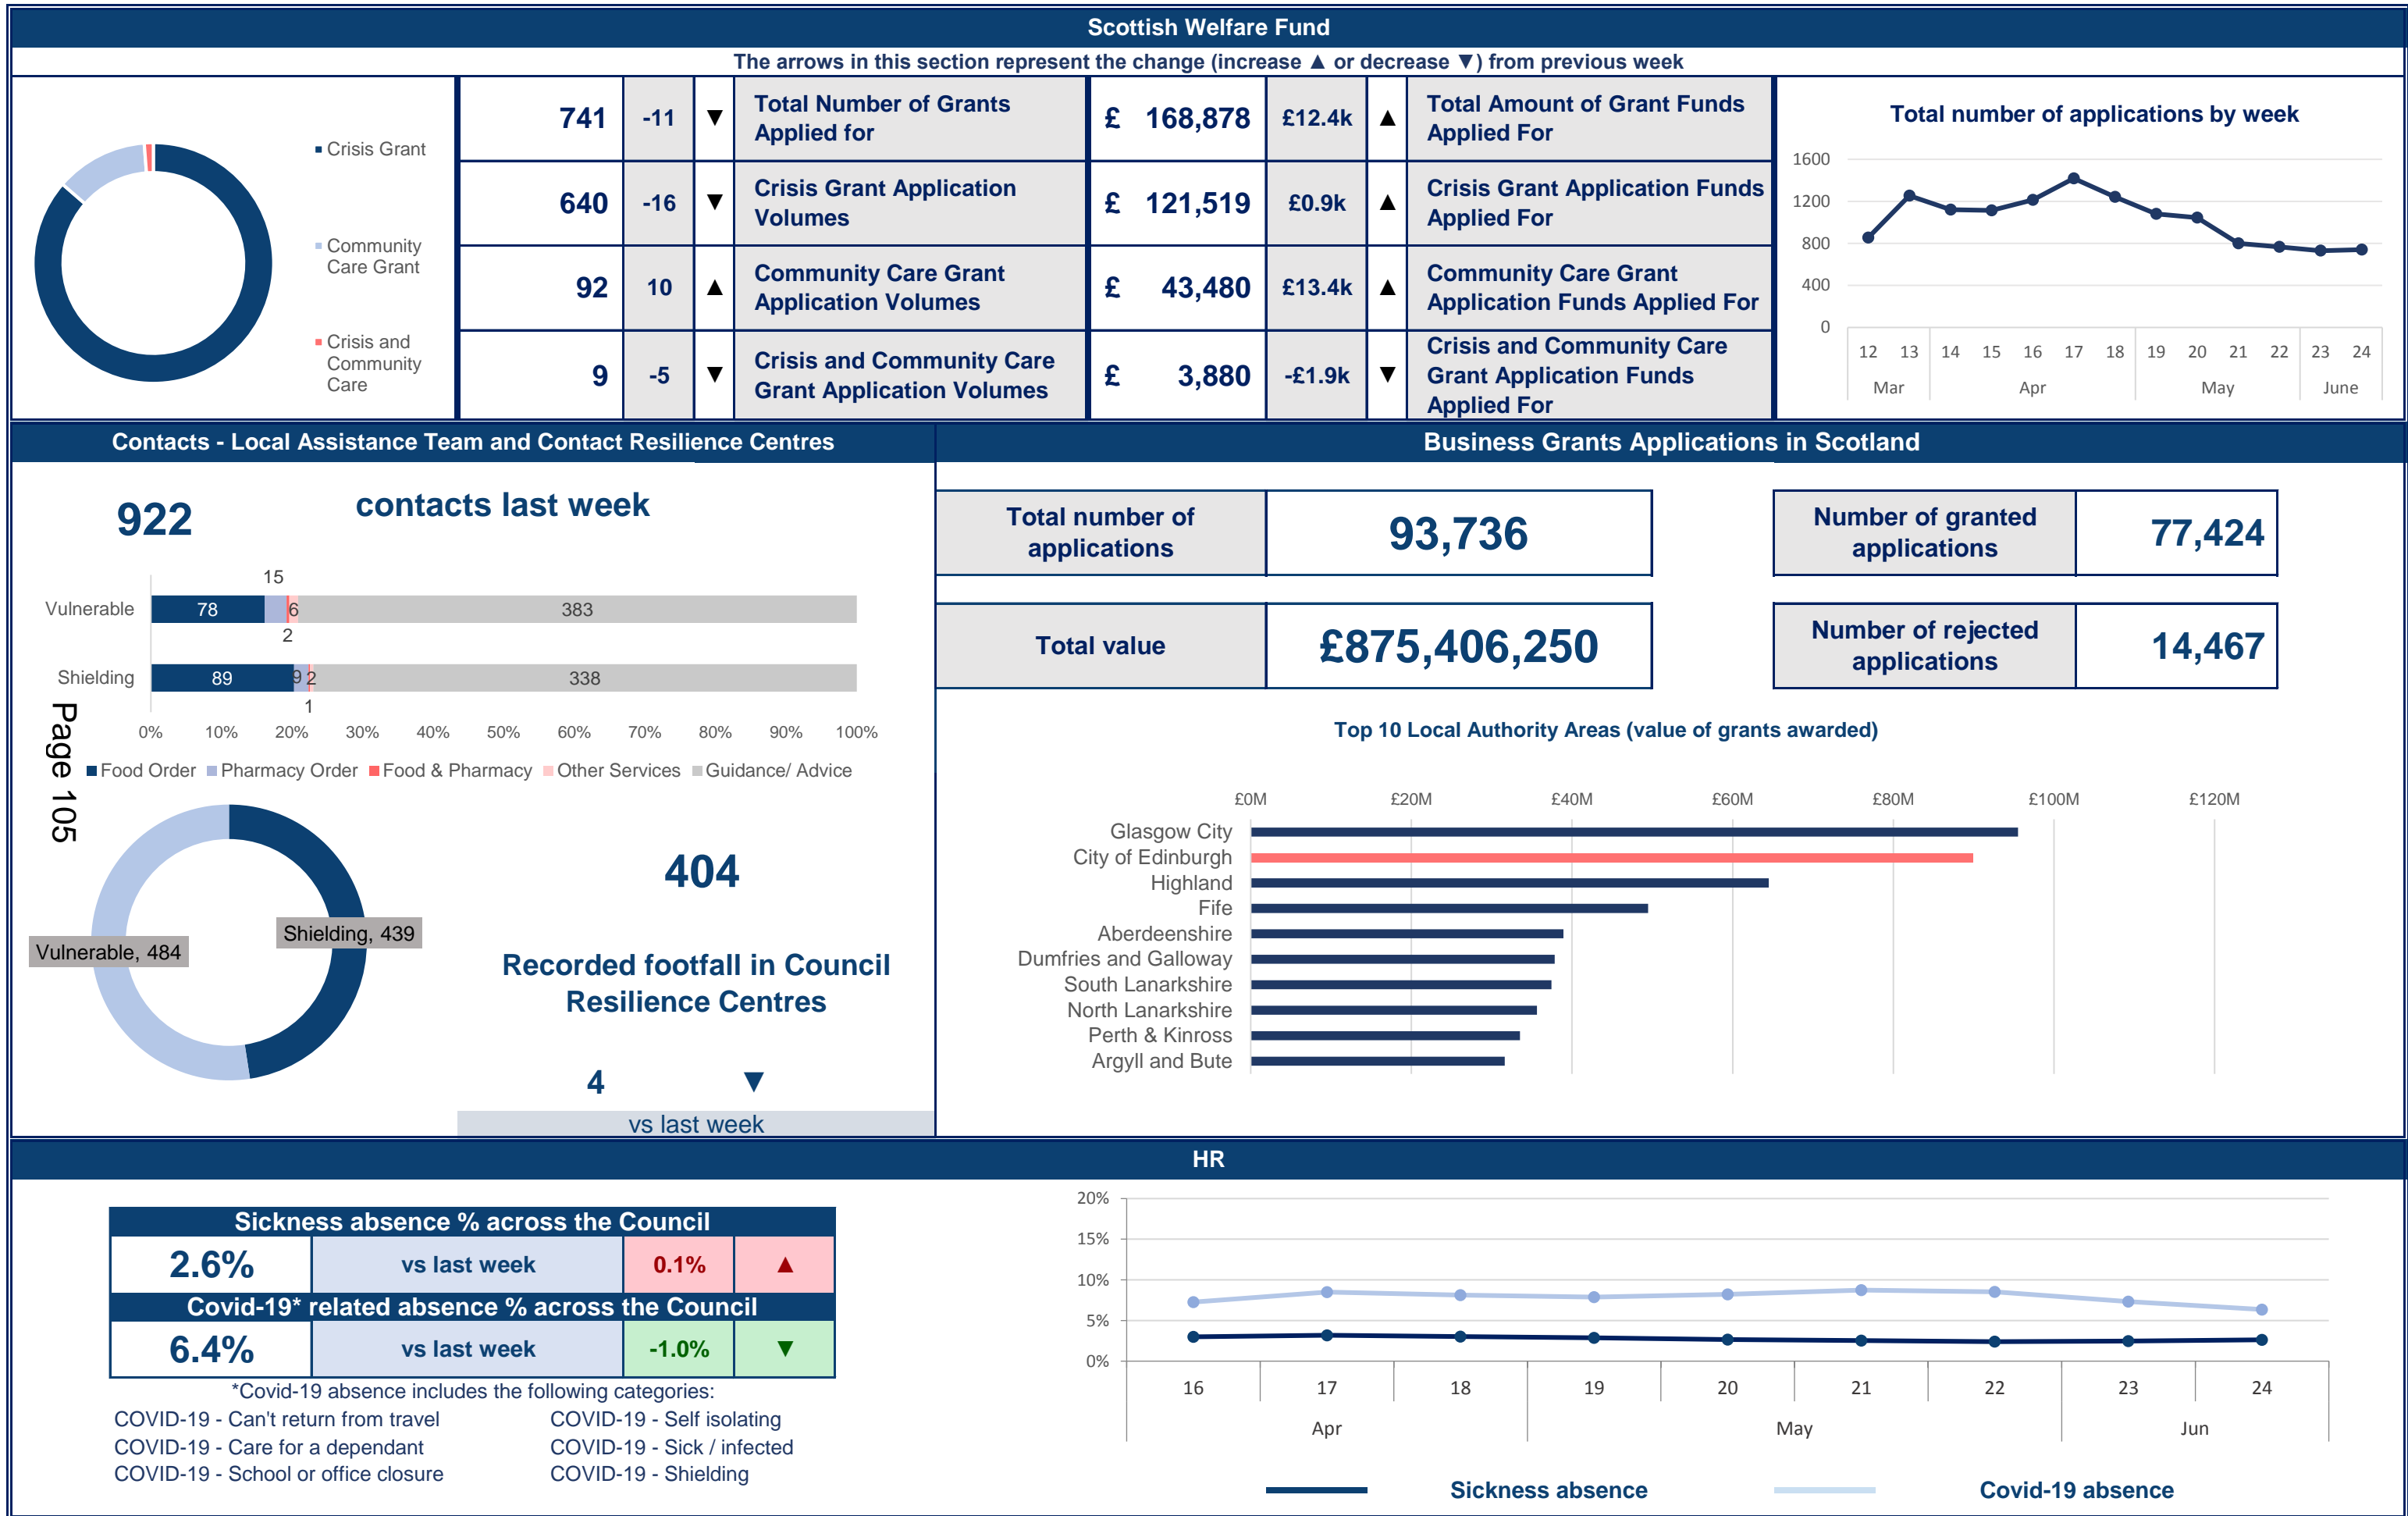 Scottish Welfare Fund
The arrows in this section represent the change (increase ▲ or decrease ▼) from previous week
Crisis Grant
Community
Care Grant
Crisis and
Community
Care
741 -11 ▼ Total Number of Grants
Applied for
£ 168,878 £12.4k ▲ Total Amount of Grant Funds
Applied For
640 -16 ▼ Crisis Grant Application
Volumes
£ 121,519 £0.9k ▲ Crisis Grant Application Funds
Applied For
92 10 ▲ Community Care Grant
Application Volumes
£ 43,480 £13.4k ▲ Community Care Grant
Application Funds Applied For
9 -5 ▼ Crisis and Community Care
Grant Application Volumes
£ 3,880 -£1.9k ▼ Crisis and Community Care
Grant Application Funds
Applied For
Total number of applications by week
1600
1200
800
400
0
12 13 14 15 16 17 18 19 20 21 22 23 24
Mar Apr May June
Contacts - Local Assistance Team and Contact Resilience Centres
922 contacts last week
15
Vulnerable 78 6 383
2
Shielding 89 9 2 338
1
0% 10% 20% 30% 40% 50% 60% 70% 80% 90% 100%
Food Order Pharmacy Order Food & Pharmacy Other Services Guidance/ Advice
Page 105
Vulnerable, 484
Shielding, 439
404
Recorded footfall in Council
Resilience Centres
4 ▼
vs last week
Business Grants Applications in Scotland
Total number of
applications
93,736
Number of granted
applications
77,424
Total value
£875,406,250
Number of rejected
applications
14,467
Top 10 Local Authority Areas (value of grants awarded)
£0M £20M £40M £60M £80M £100M £120M
Glasgow City
City of Edinburgh
Highland
Fife
Aberdeenshire
Dumfries and Galloway
South Lanarkshire
North Lanarkshire
Perth & Kinross
Argyll and Bute
HR
Sickness absence % across the Council
2.6% vs last week 0.1% ▲
Covid-19* related absence % across the Council
6.4% vs last week -1.0% ▼
*Covid-19 absence includes the following categories:
COVID-19 - Can't return from travel COVID-19 - Self isolating
COVID-19 - Care for a dependant COVID-19 - Sick / infected
COVID-19 - School or office closure COVID-19 - Shielding
20%
15%
10%
5%
0%
16 17 18 19 20 21 22 23 24
Apr May Jun
Sickness absence Covid-19 absence